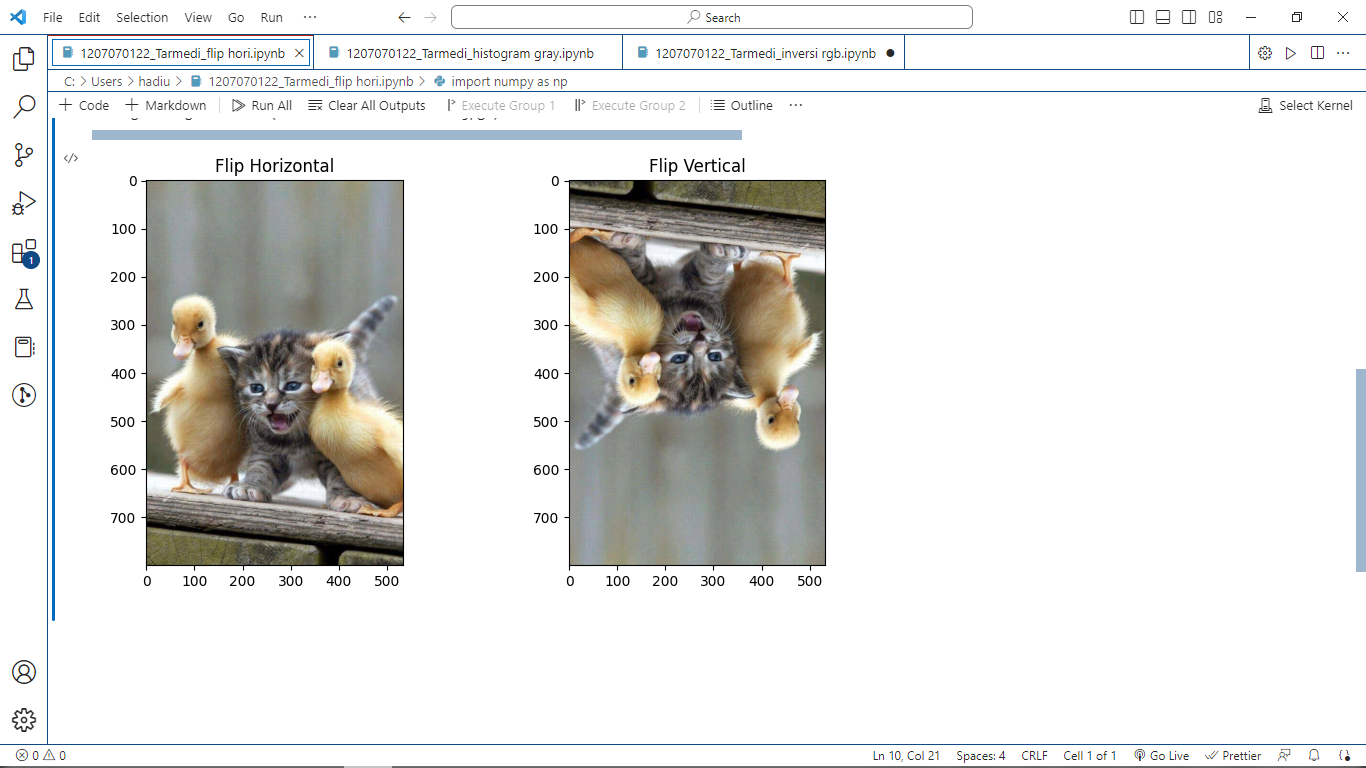 File Edit Selection View Go Run ··· Search
1207070122_Tarmedi_flip hori.ipynb 1207070122_Tarmedi_histogram gray.ipynb 1207070122_Tarmedi_inversi rgb.ipynb
C: > Users > hadiu > 1207070122_Tarmedi_flip hori.ipynb > import numpy as np
+ Code + Markdown Run All Clear All Outputs Execute Group 1 Execute Group 2 Outline ··· Select Kernel
Flip Horizontal
0
100
200
300
400
500
600
700
0 100 200 300 400 500
Flip Vertical
0
100
200
300
400
500
600
700
0 100 200 300 400 500
1
0 0 Ln 10, Col 21 Spaces: 4 CRLF Cell 1 of 1 Go Live Prettier